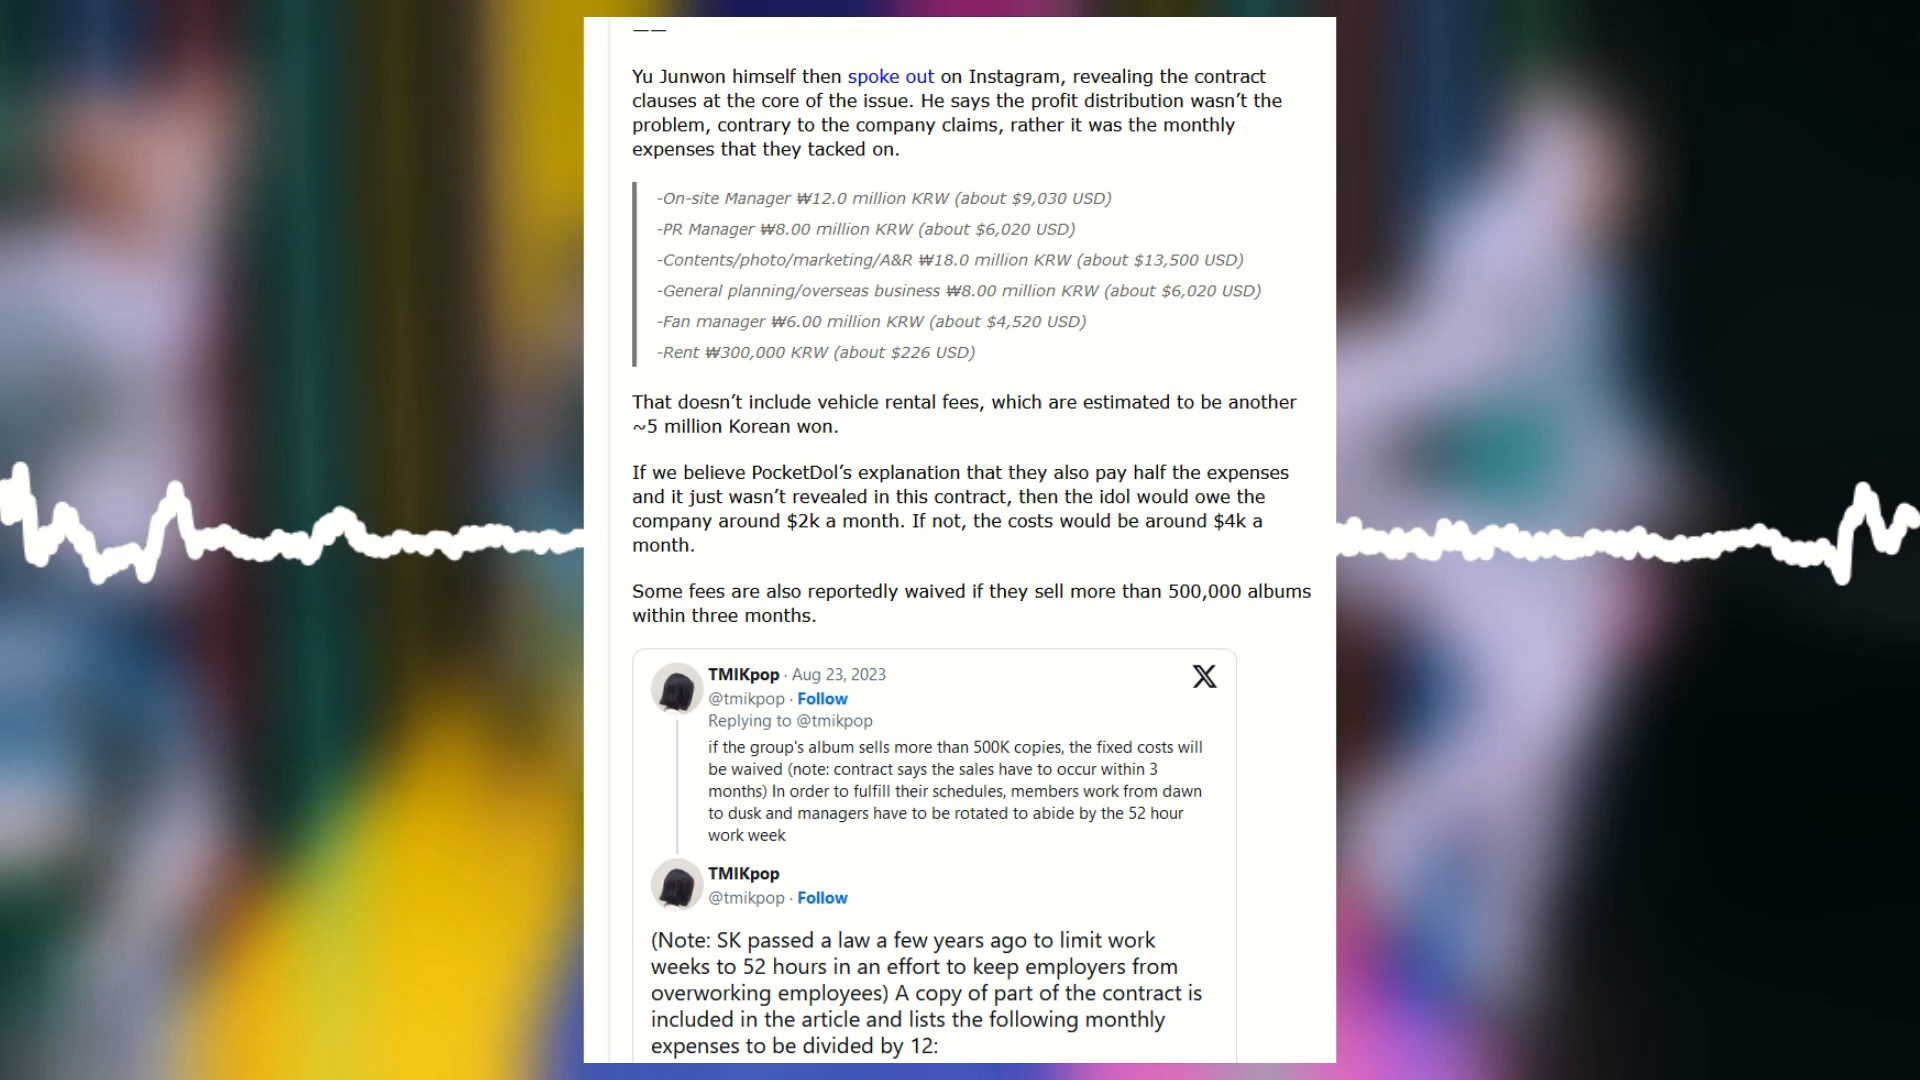 ——
Yu Junwon himself then spoke out on Instagram, revealing the contract
clauses at the core of the issue. He says the profit distribution wasn’t the
problem, contrary to the company claims, rather it was the monthly
expenses that they tacked on.
-On-site Manager ₩12.0 million KRW (about $9,030 USD)
-PR Manager ₩8.00 million KRW (about $6,020 USD)
-Contents/photo/marketing/A&R ₩18.0 million KRW (about $13,500 USD)
-General planning/overseas business ₩8.00 million KRW (about $6,020 USD)
-Fan manager ₩6.00 million KRW (about $4,520 USD)
-Rent ₩300,000 KRW (about $226 USD)
That doesn’t include vehicle rental fees, which are estimated to be another
~5 million Korean won.
If we believe PocketDol’s explanation that they also pay half the expenses
and it just wasn’t revealed in this contract, then the idol would owe the
company around $2k a month. If not, the costs would be around $4k a
month.
Some fees are also reportedly waived if they sell more than 500,000 albums
within three months.
TMIKpop · Aug 23, 2023
@tmikpop · Follow
Replying to @tmikpop
if the group's album sells more than 500K copies, the fixed costs will
be waived (note: contract says the sales have to occur within 3
months) In order to fulfill their schedules, members work from dawn
to dusk and managers have to be rotated to abide by the 52 hour
work week
TMIKpop
@tmikpop · Follow
(Note: SK passed a law a few years ago to limit work
weeks to 52 hours in an effort to keep employers from
overworking employees) A copy of part of the contract is
included in the article and lists the following monthly
expenses to be divided by 12: